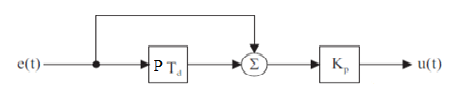 e(t)
P T_d
Σ
K_p
u(t)